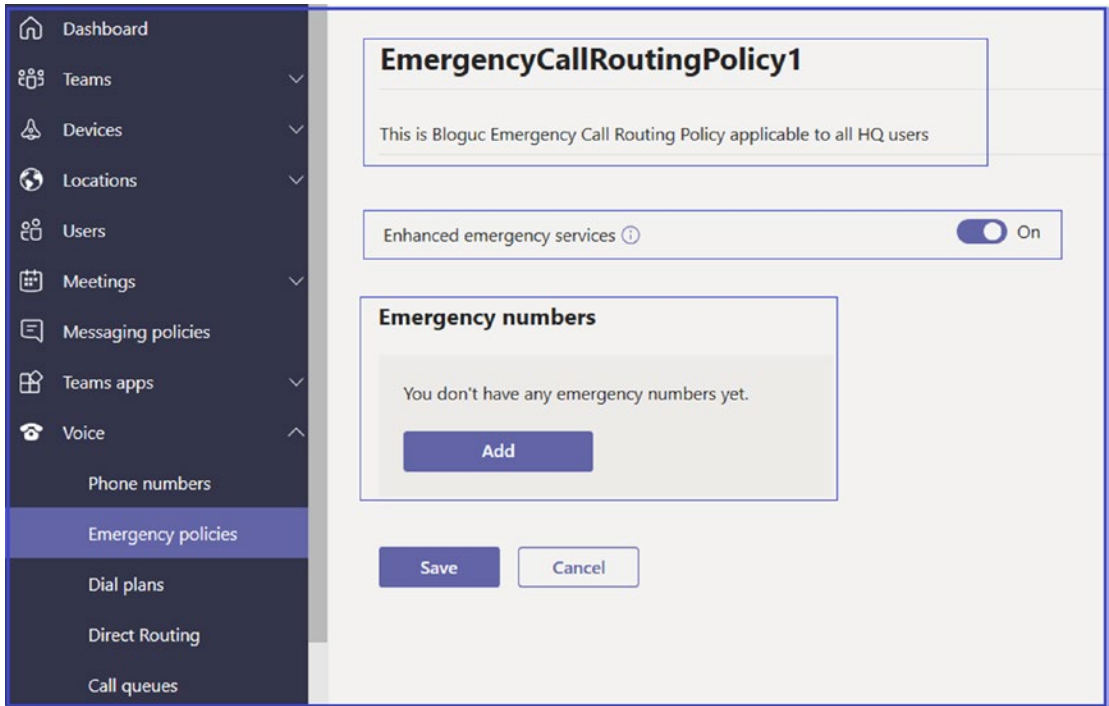 Dashboard
Teams
Devices
Locations
Users
Meetings
Messaging policies
Teams apps
Voice
Phone numbers
Emergency policies
Dial plans
Direct Routing
Call queues
EmergencyCallRoutingPolicy1
This is Bloguc Emergency Call Routing Policy applicable to all HQ users
Enhanced emergency services
On
Emergency numbers
You don't have any emergency numbers yet.
Add
Save
Cancel